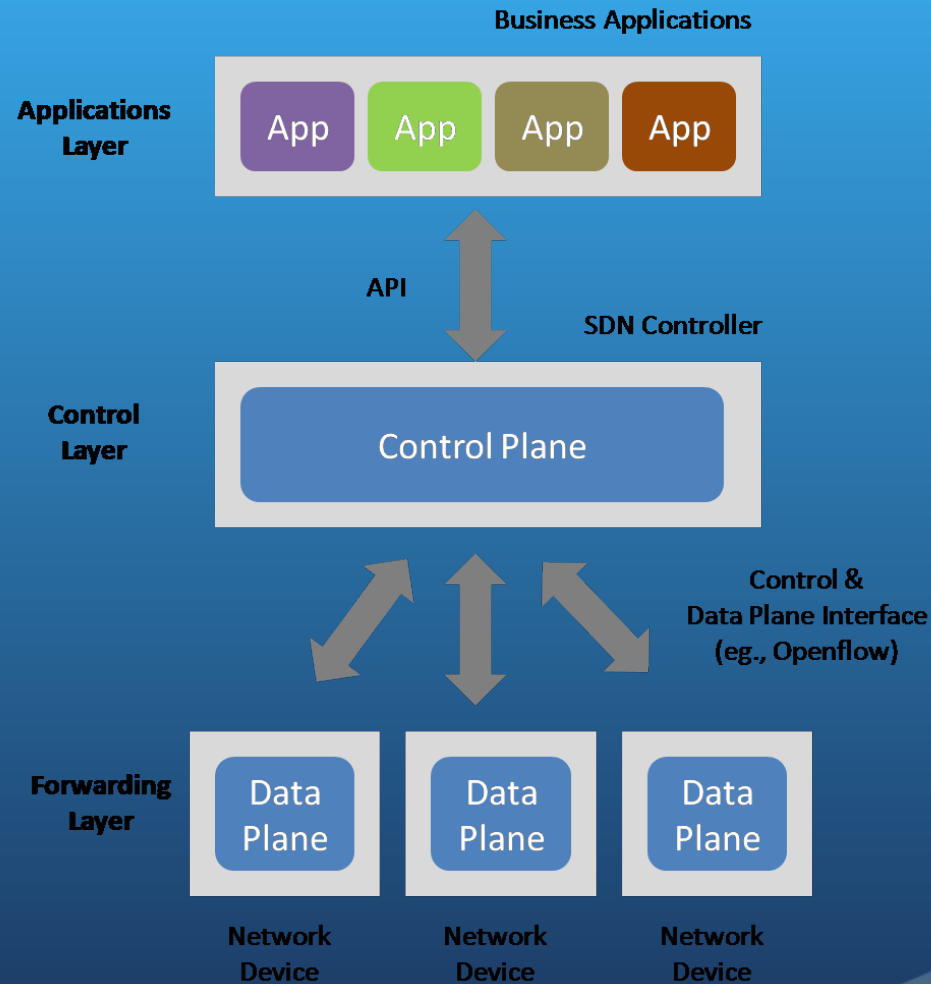 Business Applications
Applications
Layer
App App App App
API
SDN Controller
Control
Layer
Control Plane
Control &
Data Plane Interface
(eg., Openflow)
Forwarding
Layer
Data
Plane
Data
Plane
Data
Plane
Network
Device
Network
Device
Network
Device